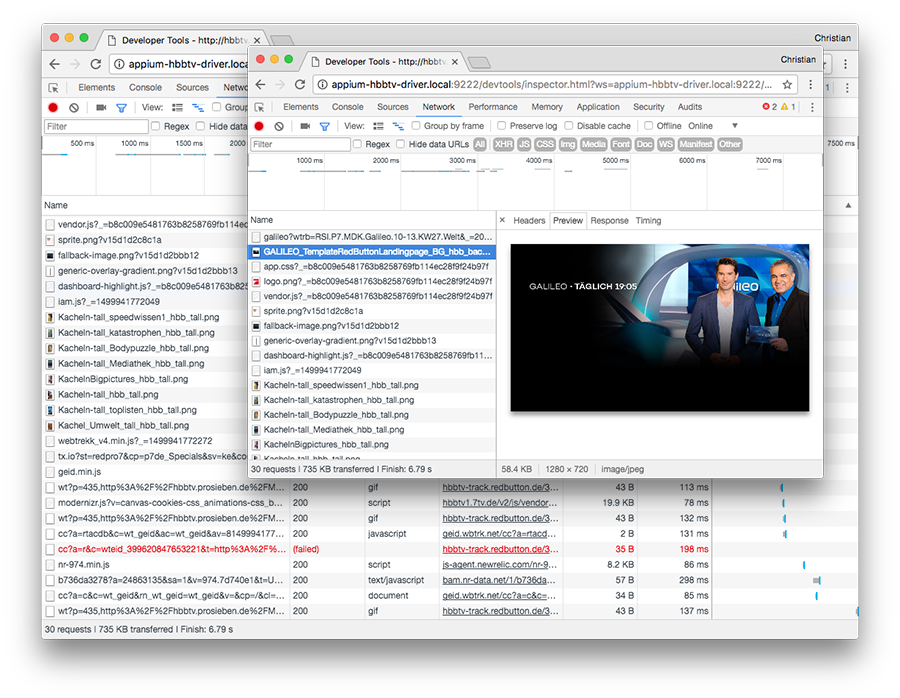 Developer Tools - http://hbbtv
Christian
appium-hbbtv-driver.loca
Elements Console Sources Netwo
View: Group
Filter Regex Hide data
500 ms 1000 ms 1500 ms 7500 ms
Name
vendor.js?_=b8c009e5481763b8258769fb114ec
sprite.png?v15d1d2c8c1a
fallback-image.png?v15d1d2bbb12
generic-overlay-gradient.png?v15d1d2bbb13
dashboard-highlight.js?_=b8c009e5481763b825
iam.js?_=1499941772049
Kacheln-tall_speedwissen1_hbb_tall.png
Kacheln-tall_katastrophen_hbb_tall.png
Kacheln-tall_Bodypuzzle_hbb_tall.png
Kacheln-tall_Mediathek_hbb_tall.png
KachelnBigpictures_hbb_tall.png
Kacheln-tall_hbb_tall.png
Kacheln-tall_toplisten_hbb_tall.png
Kachel_Umwelt_hbb_tall.png
webtrekk_v4.min.js?_=1499941772272
tx.io?st=redpro7&cp=p7de_Specials&sv=ke&co
geid.min.js
wt?p=435,http%3A%2F%2Fhbbtv.prosieben.de%2FM... 200 gif hbbtv-track.redbutton.de/3... 43 B 113 ms
modernizr.js?v=canvas-cookies-css_animations-css_b... 200 script hbbtv1.7tv.de/v2/js/vendor... 19.9 KB 78 ms
wt?p=435,http%3A%2F%2Fhbbtv.prosieben.de%2FM... 200 gif hbbtv-track.redbutton.de/3... 43 B 132 ms
cc?a=rtacdb&c=wt_geid&ac=wt_geid&av=8149994177... 200 javascript geid.wbtrk.net/cc?a=rtacd... 2 B 131 ms
cc?a=r&c=wteid_399620847653221&t=http%3A%2F%... (failed) hbbtv-track.redbutton.de/3... 35 B 198 ms
nr-974.min.js 200 script js-agent.newrelic.com/nr-9... 8.2 KB 86 ms
b736da3278?a=24863135&sa=1&v=974.7d740e1&t=U... 200 text/javascript bam.nr-data.net/1/b736da... 57 B 298 ms
cc?a=c&c=wt_geid&rn_wt_geid=wt_geid&v=&cp=/&cl=... 200 document geid.wbtrk.net/cc?a=c&c=... 34 B 85 ms
wt?p=435,http%3A%2F%2Fhbbtv.prosieben.de%2FM... 200 gif hbbtv-track.redbutton.de/3... 43 B 137 ms
30 requests | 735 KB transferred | Finish: 6.79 s
Developer Tools - http://hbbtv-
Christian
appium-hbbtv-driver.local:9222/devtools/inspector.html?ws=appium-hbbtv-driver.local:9222/...
Elements Console Sources Network Performance Memory Application Security Audits 2 1
View: Group by frame Preserve log Disable cache Offline Online
Filter Regex Hide data URLs All XHR JS CSS Img Media Font Doc WS Manifest Other
1000 ms 2000 ms 3000 ms 4000 ms 5000 ms 6000 ms 7000 ms
Name
galileo?wtrb=RSI.P7.MDK.Galileo.10-13.KW27.Welt&_=20...
GALILEO_TemplateRedButtonLandingpage_BG_hbb_bac...
app.css?_=b8c009e5481763b8258769fb114ec28f9f24b97f
logo.png?_=b8c009e5481763b8258769fb114ec28f9f24b97f
vendor.js?_=b8c009e5481763b8258769fb114ec28f9f24b97f
sprite.png?v15d1d2c8c1a
fallback-image.png?v15d1d2bbb12
generic-overlay-gradient.png?v15d1d2bbb13
dashboard-highlight.js?_=b8c009e5481763b8258769fb11...
iam.js?_=1499941772049
Kacheln-tall_speedwissen1_hbb_tall.png
Kacheln-tall_katastrophen_hbb_tall.png
Kacheln-tall_Bodypuzzle_hbb_tall.png
Kacheln-tall_Mediathek_hbb_tall.png
KachelnBigpictures_hbb_tall.png
Kacheln-tall_hbb_tall.png
30 requests | 735 KB transferred | Finish: 6.79 s
Headers Preview Response Timing
GALILEO · TÄGLICH 19:05
Galileo
58.4 KB 1280 × 720 image/jpeg